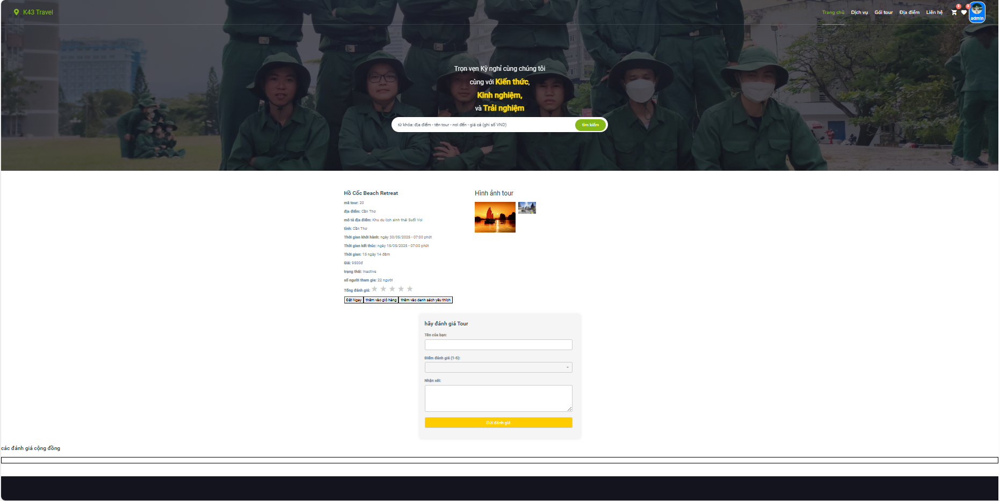 K43 Travel
Trang chủ Dịch vụ Gói tour Địa điểm Liên hệ
admin
Trọn vẹn Kỳ nghỉ cùng chúng tôi
cùng với Kiến thức,
Kinh nghiệm,
và Trải nghiệm
từ khóa: địa điểm - tên tour - nơi đến - giá cả (ghi số VND)
tìm kiếm
Hồ Cốc Beach Retreat
mã tour: 20
địa điểm: Cần Thơ
mô tả địa điểm: Khu du lịch sinh thái Suối Voi
tỉnh: Cần Thơ
Thời gian khởi hành: ngày 30/05/2025 - 07:00 phút
Thời gian kết thúc: ngày 15/05/2025 - 07:00 phút
Thời gian: 15 ngày 14 đêm
Giá: 9500đ
trạng thái: inactive
số người tham gia: 22 người
Tổng đánh giá:
Đặt Ngay thêm vào giỏ hàng thêm vào danh sách yêu thích
Hình ảnh tour
hãy đánh giá Tour
Tên của bạn:
Điểm đánh giá (1-5):
Nhận xét:
Gửi đánh giá
các đánh giá cộng đồng